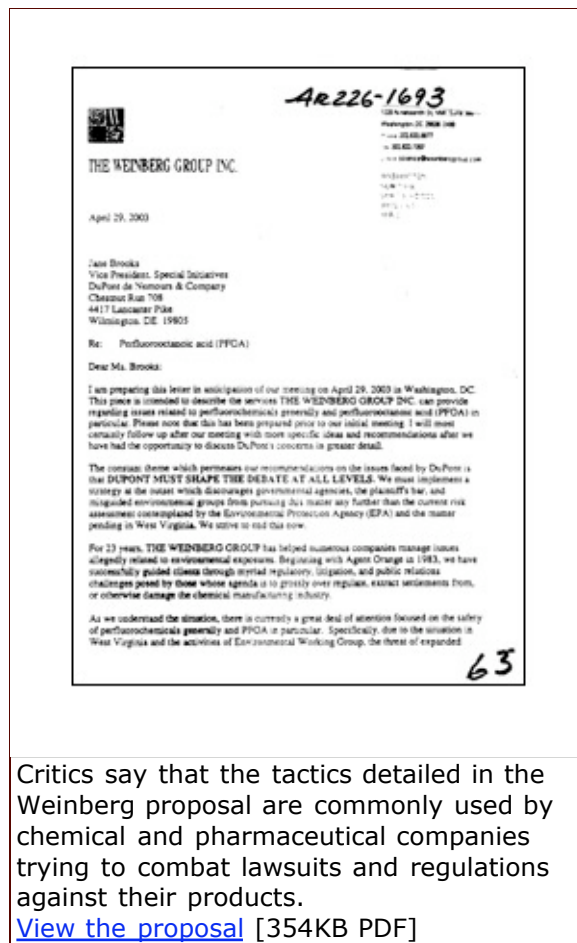 AR226-1693
Washington, DC
THE WEINBERG GROUP INC.
April 29, 2003
Jane Brooks
Vice President, Special Initiatives
DuPont de Nemours & Company
Chestnut Run 708
4417 Lancaster Pike
Wilmington, DE 19805
Re: Perfluorooctanoic acid (PFOA)
Dear Ms. Brooks:
I am preparing this letter in anticipation of our meeting on April 29, 2003 in Washington, DC.
This piece is intended to describe the services THE WEINBERG GROUP INC. can provide
regarding issues related to perfluorochemicals generally and perfluorooctanoic acid (PFOA) in
particular. Please note that this has been prepared prior to our initial meeting. I will most
certainly follow up after our meeting with more specific ideas and recommendations after we
have had the opportunity to discuss DuPont's concerns in greater detail.
The constant theme which permeates our recommendations on the issues faced by DuPont is
that DUPONT MUST SHAPE THE DEBATE AT ALL LEVELS. We must implement a
strategy at the outset which discourages governmental agencies, the plaintiff's bar, and
misguided environmental groups from pursuing this matter any further than the current risk
assessment contemplated by the Environmental Protection Agency (EPA) and the matter
pending in West Virginia. We strive to end this now.
For 23 years, THE WEINBERG GROUP has helped numerous companies manage issues
allegedly related to environmental exposures. Beginning with Agent Orange in 1983, we have
successfully guided clients through myriad regulatory, litigation, and public relations
challenges posed by those whose agenda is to grossly over regulate, extract settlements from,
or otherwise damage the chemical manufacturing industry.
As we understand the situation, there is currently a great deal of attention focused on the safety
of perfluorochemicals generally and PFOA in particular. Specifically, due to the situation in
West Virginia and the activities of Environmental Working Group, the threat of expanded
63
Critics say that the tactics detailed in the
Weinberg proposal are commonly used by
chemical and pharmaceutical companies
trying to combat lawsuits and regulations
against their products.
View the proposal [354KB PDF]